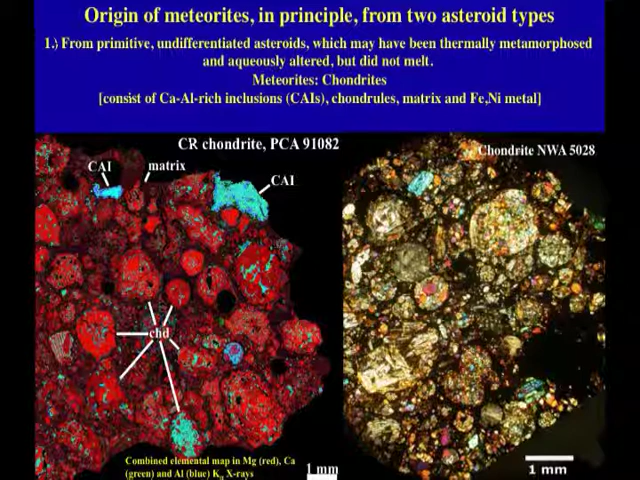 Origin of meteorites, in principle, from two asteroid types
1.) From primitive, undifferentiated asteroids, which may have been thermally metamorphosed
and aqueously altered, but did not melt.
Meteorites: Chondrites
[consist of Ca-Al-rich inclusions (CAIs), chondrules, matrix and Fe,Ni metal]
CR chondrite, PCA 91082
Chondrite NWA 5028
CAI
matrix
CAI
chd
Combined elemental map in Mg (red), Ca
(green) and Al (blue) Kα X-rays
1 mm
1 mm